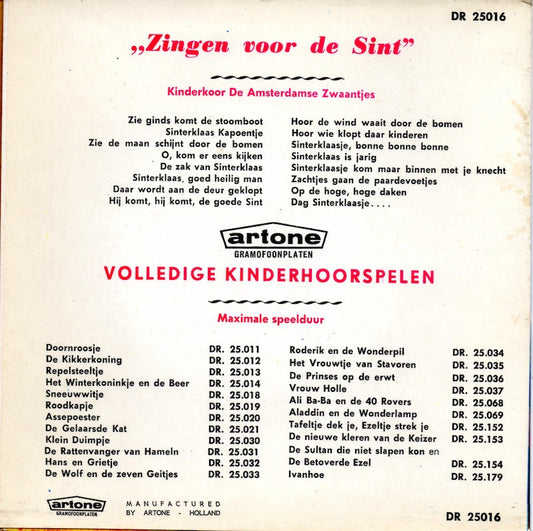 DR 25016
„Zingen voor de Sint”
Kinderkoor De Amsterdamse Zwaantjes
Zie ginds komt de stoomboot
Sinterklaas Kapoentje
Zie de maan schijnt door de bomen
O, kom er eens kijken
De zak van Sinterklaas
Sinterklaas, goed heilig man
Daar wordt aan de deur geklopt
Hij komt, hij komt, de goede Sint
Hoor de wind waait door de bomen
Hoor wie klopt daar kinderen
Sinterklaasje, bonne bonne bonne
Sinterklaas is jarig
Sinterklaasje kom maar binnen met je knecht
Zachtjes gaan de paardevoetjes
Op de hoge, hoge daken
Dag Sinterklaasje....
artone
GRAMOFOONPLATEN
VOLLEDIGE KINDERHOORSPELEN
Maximale speelduur
Doornroosje DR. 25.011
De Kikkerkoning DR. 25.012
Repelsteeltje DR. 25.013
Het Winterkoninkje en de Beer DR. 25.014
Sneeuwwitje DR. 25.018
Roodkapje DR. 25.019
Assepoester DR. 25.020
De Gelaarsde Kat DR. 25.021
Klein Duimpje DR. 25.030
De Rattenvanger van Hameln DR. 25.031
Hans en Grietje DR. 25.032
De Wolf en de zeven Geitjes DR. 25.033
Roderik en de Wonderpil DR. 25.034
Het Vrouwtje van Stavoren DR. 25.035
De Prinses op de erwt DR. 25.036
Vrouw Holle DR. 25.037
Ali Ba-Ba en de 40 Rovers DR. 25.068
Aladdin en de Wonderlamp DR. 25.069
Tafeltje dek je, Ezeltje strek je DR. 25.152
De nieuwe kleren van de Keizer DR. 25.153
De Sultan die niet slapen kon en
De Betoverde Ezel DR. 25.154
Ivanhoe DR. 25.179
artone
GRAMOFOONPLATEN
MANUFACTURED
BY ARTONE - HOLLAND
DR 25016